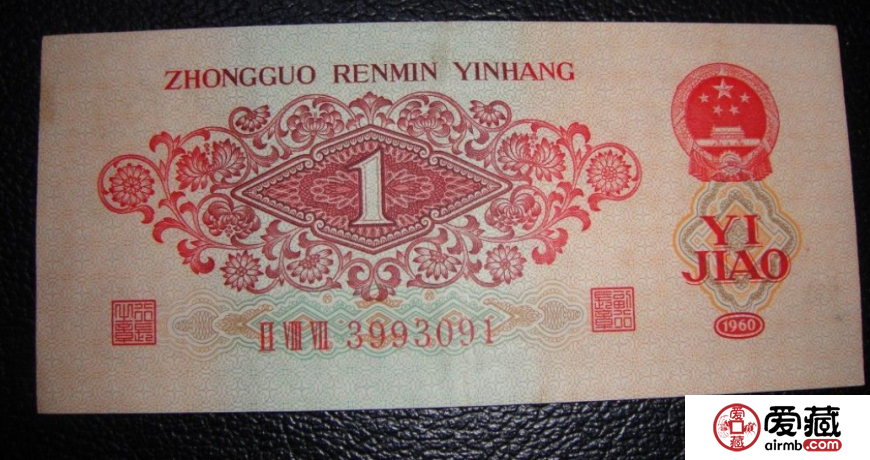 ZHONGGUO RENMIN YINHANG
1
YI
JIAO
1960
Ⅱ Ⅷ Ⅶ 3993091
爱藏
airmb.com